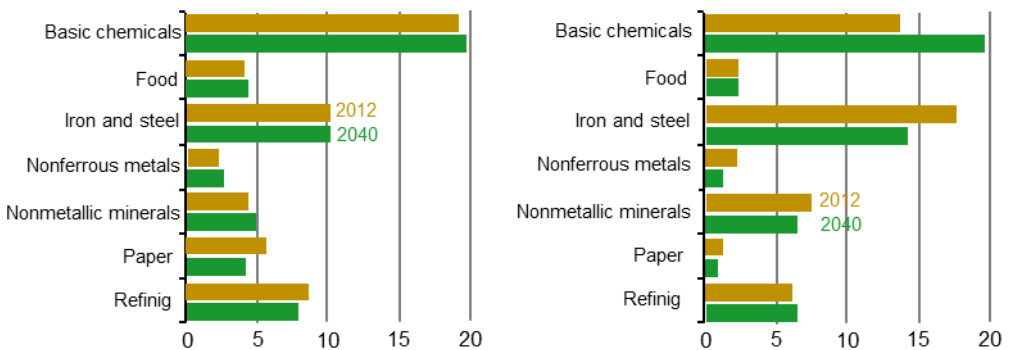 Basic chemicals
Food
Iron and steel
2012
2040
Nonferrous metals
Nonmetallic minerals
Paper
Refinig
0 5 10 15 20
Basic chemicals
Food
Iron and steel
Nonferrous metals
Nonmetallic minerals
2012
2040
Paper
Refinig
0 5 10 15 20